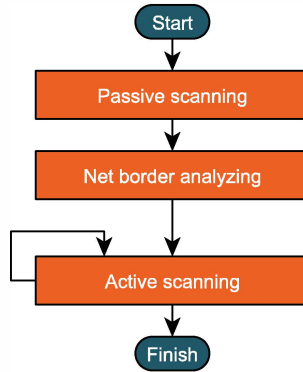 Start
Passive scanning
Net border analyzing
Active scanning
Finish